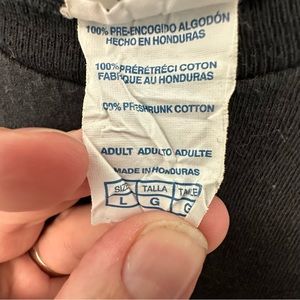 100% PRE-ENCOGIDO ALGODÓN
HECHO EN HONDURAS
100% PRÉRÉTRÉCI COTON
FABRIQUÉ AU HONDURAS
100% PRESHRUNK COTTON
ADULT ADULTO ADULTE
MADE IN HONDURAS
SIZE TALLA TAILLE
L G G